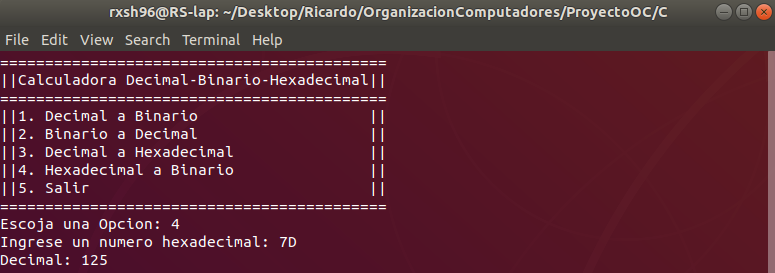 rxsh96@RS-lap: ~/Desktop/Ricardo/OrganizacionComputadores/ProyectoOC/C
File Edit View Search Terminal Help
===========================================
||Calculadora Decimal-Binario-Hexadecimal||
===========================================
||1. Decimal a Binario                   ||
||2. Binario a Decimal                   ||
||3. Decimal a Hexadecimal               ||
||4. Hexadecimal a Binario               ||
||5. Salir                               ||
===========================================
Escoja una Opcion: 4
Ingrese un numero hexadecimal: 7D
Decimal: 125